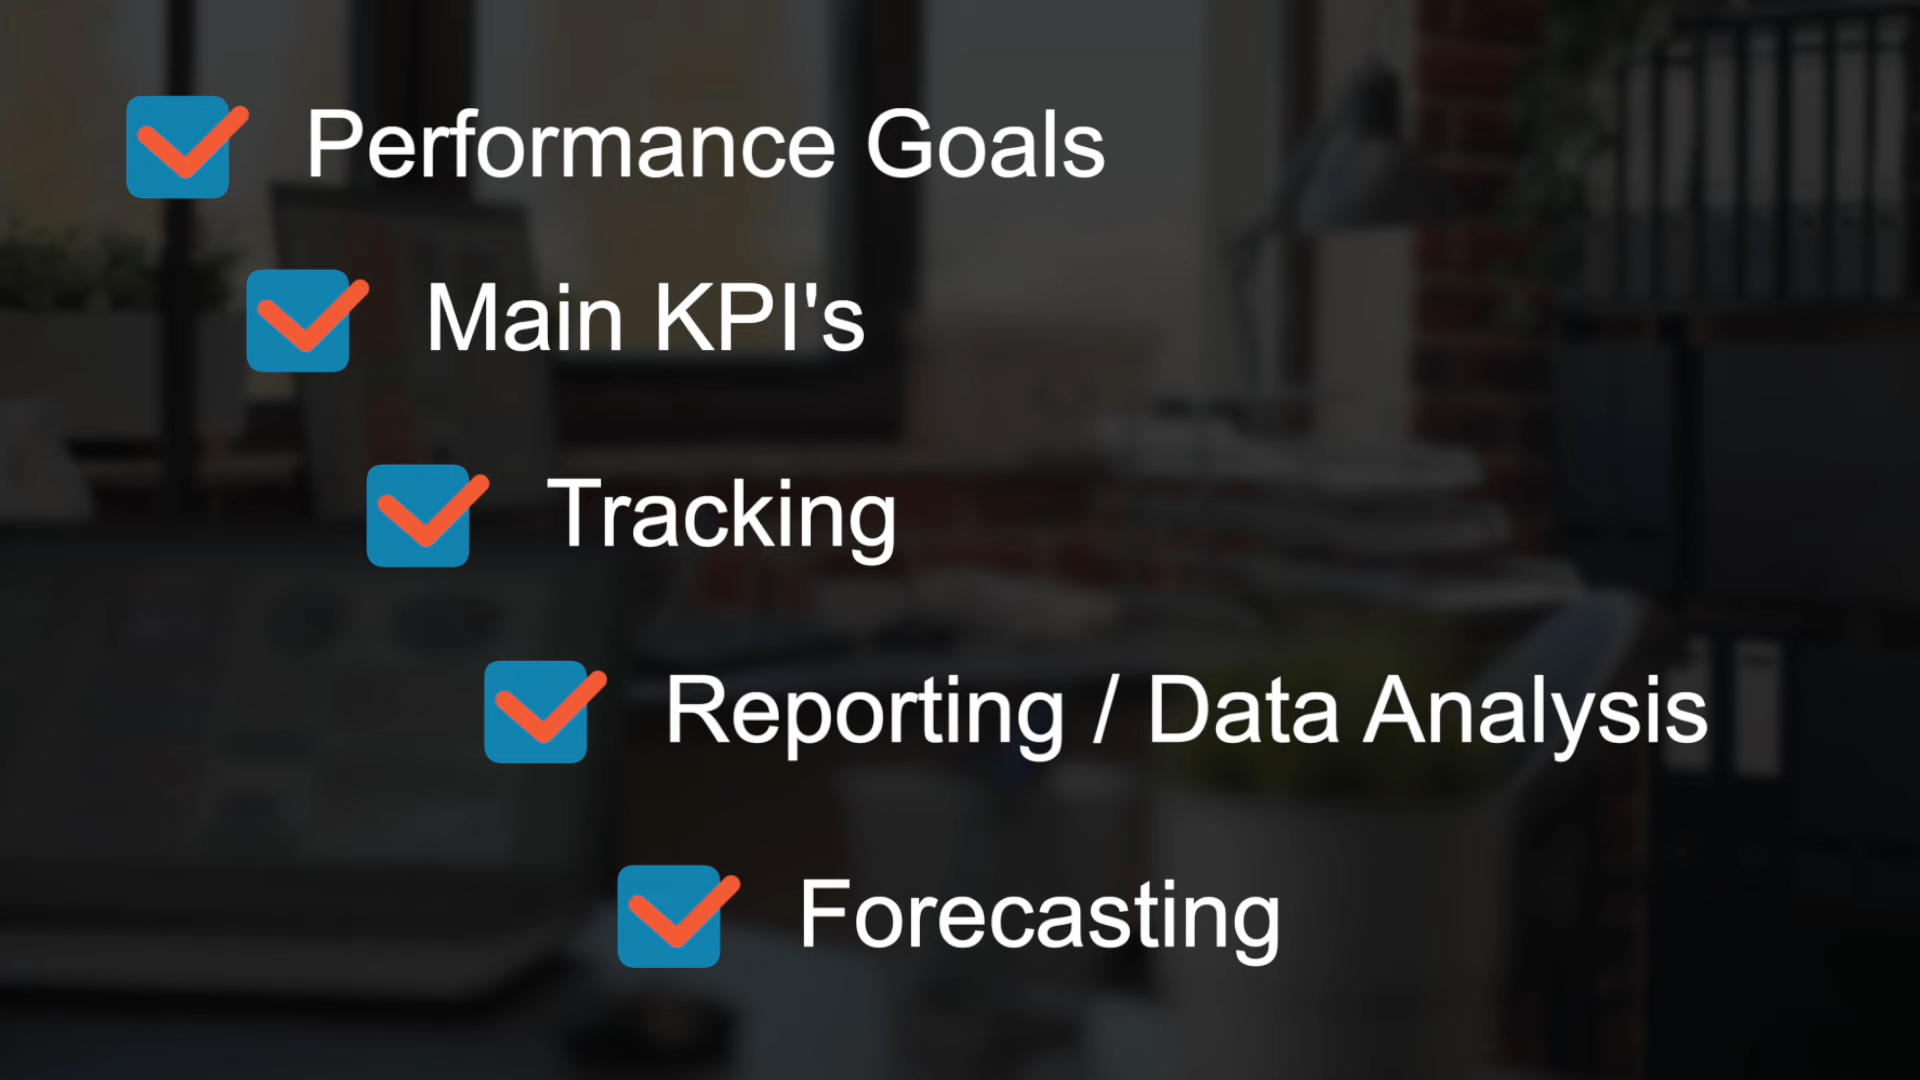 Performance Goals
Main KPI's
Tracking
Reporting / Data Analysis
Forecasting